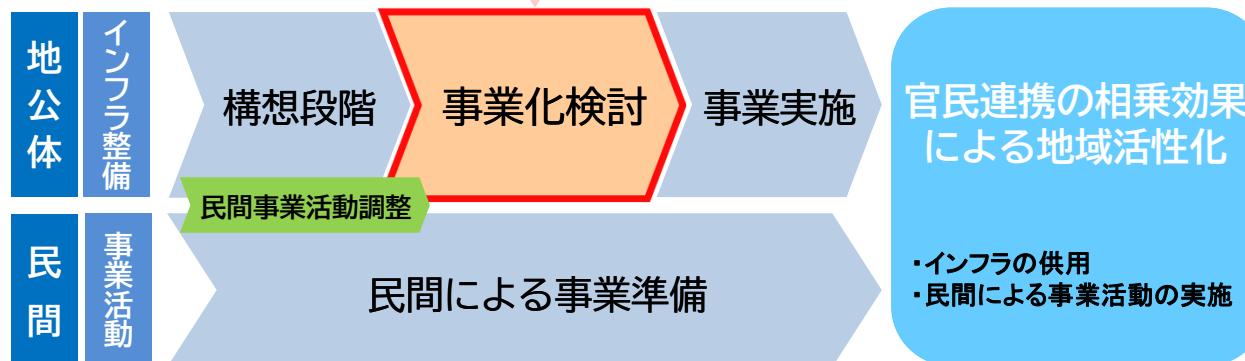 地公体
インフラ整備
構想段階
事業化検討
事業実施
民間事業活動調整
民間
事業活動
民間による事業準備
官民連携の相乗効果
による地域活性化
・インフラの供用
・民間による事業活動の実施